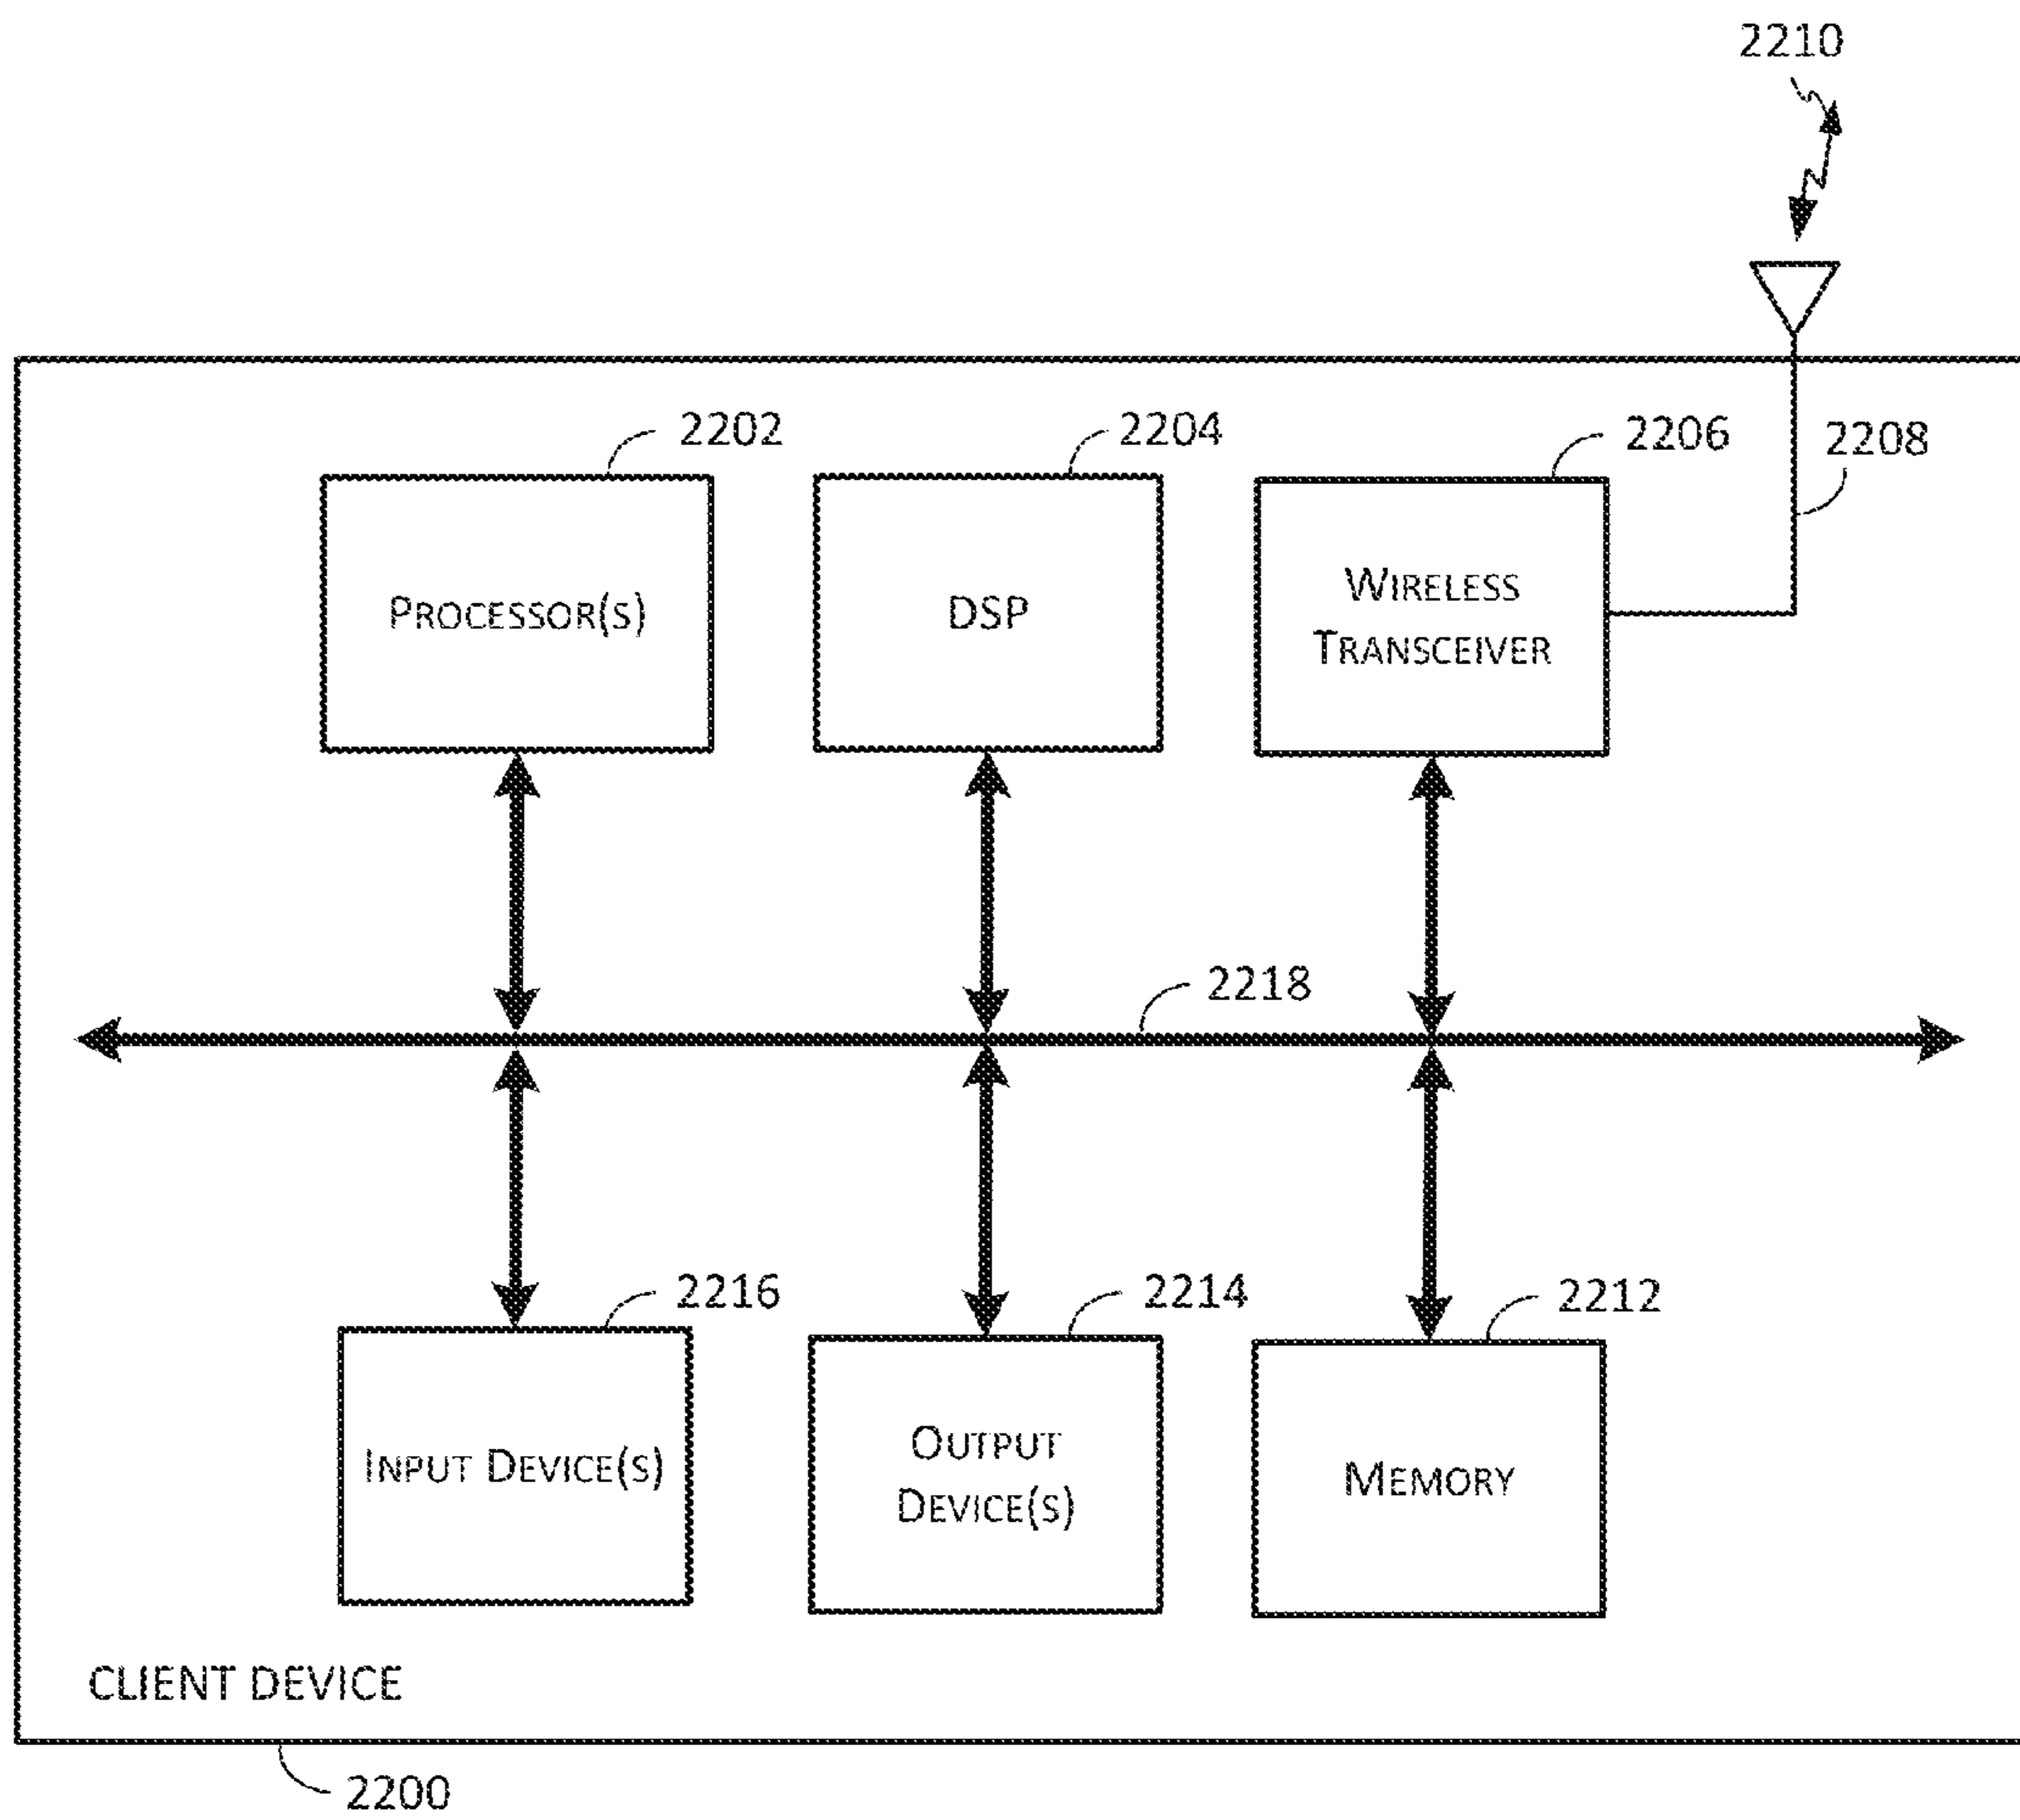 2210
2202
2204
2206
2208
PROCESSOR(S)
DSP
WIRELESS
TRANSCEIVER
2218
2216
2214
2212
INPUT DEVICE(S)
OUTPUT
DEVICE(S)
MEMORY
CLIENT DEVICE
2200